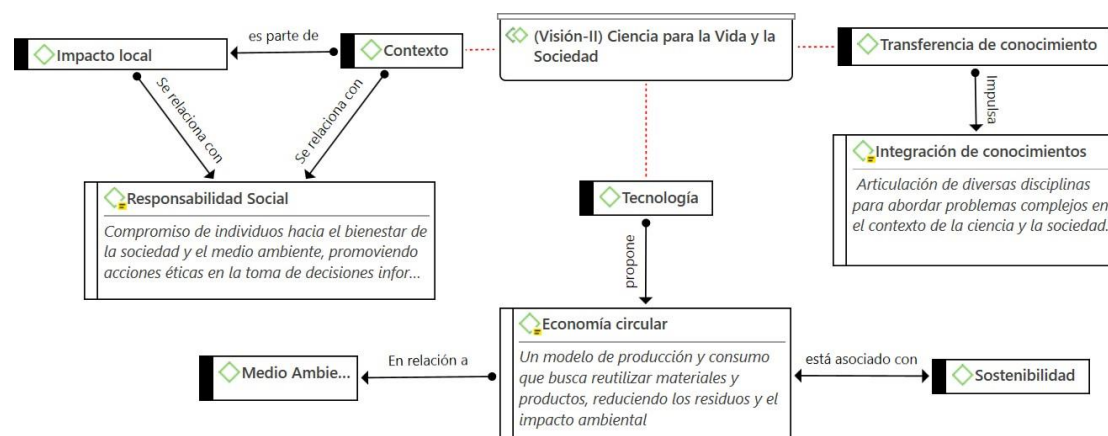 es parte de
Impacto local
Contexto
(Visión-II) Ciencia para la Vida y la
Sociedad
Transferencia de conocimiento
Se relaciona con
Se relaciona con
Impulsa
Responsabilidad Social
Compromiso de individuos hacia el bienestar de
la sociedad y el medio ambiente, promoviendo
acciones éticas en la toma de decisiones infor...
Tecnología
Integración de conocimientos
Articulación de diversas disciplinas
para abordar problemas complejos en
el contexto de la ciencia y la sociedad.
propone
Economía circular
Un modelo de producción y consumo
que busca reutilizar materiales y
productos, reduciendo los residuos y el
impacto ambiental
En relación a
Medio Ambie...
está asociado con
Sostenibilidad